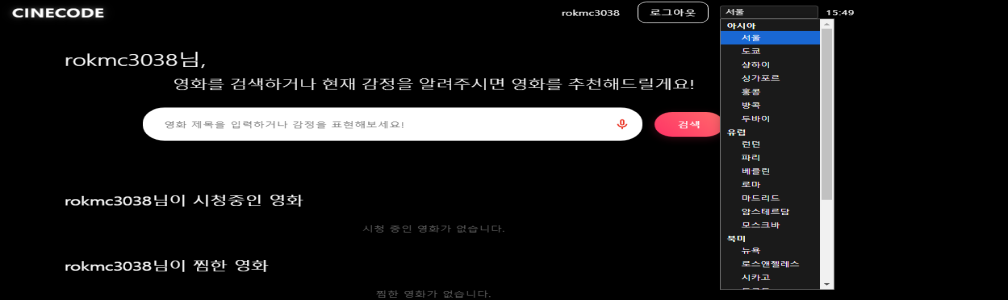 CINECODE
rokmc3038
로그아웃
서울
15:49
rokmc3038님,
영화를 검색하거나 현재 감정을 알려주시면 영화를 추천해드릴게요!
영화 제목을 입력하거나 감정을 표현해보세요!
검색
아시아
서울
도쿄
상하이
싱가포르
홍콩
방콕
두바이
유럽
런던
파리
베를린
로마
마드리드
암스테르담
모스크바
북미
뉴욕
로스앤젤레스
시카고
rokmc3038님이 시청중인 영화
시청 중인 영화가 없습니다.
rokmc3038님이 찜한 영화
찜한 영화가 없습니다.